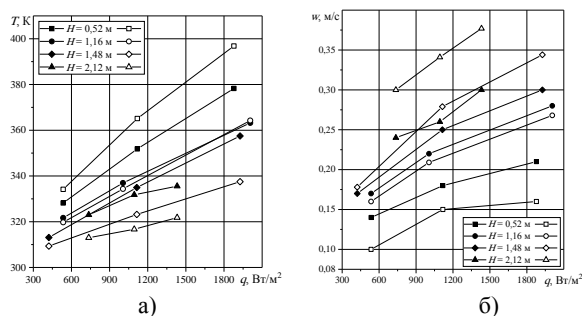 T, К
400
380
360
340
320
300
300 600 900 1200 1500 1800
q, Вт/м²
H = 0,52 м
H = 1,16 м
H = 1,48 м
H = 2,12 м
а)
w, м/с
0,35
0,30
0,25
0,20
0,15
0,10
0,08
300 600 900 1200 1500 1800
q, Вт/м²
H = 0,52 м
H = 1,16 м
H = 1,48 м
H = 2,12 м
б)